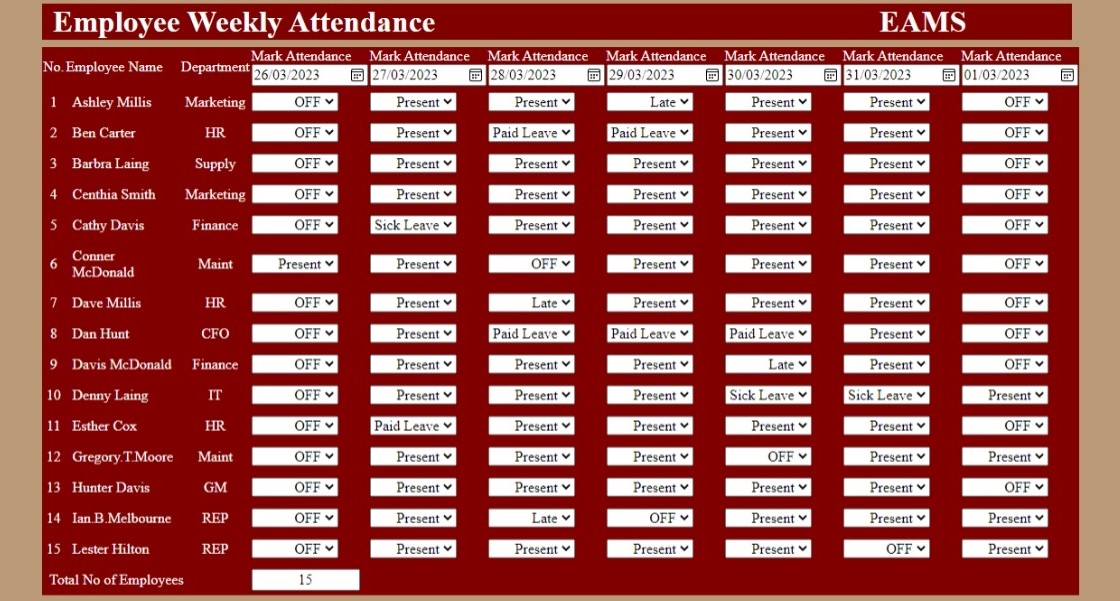 Employee Weekly Attendance EAMS
No. Employee Name Department Mark Attendance Mark Attendance Mark Attendance Mark Attendance Mark Attendance Mark Attendance Mark Attendance
26/03/2023 27/03/2023 28/03/2023 29/03/2023 30/03/2023 31/03/2023 01/03/2023
1 Ashley Millis Marketing OFF Present Present Late Present Present OFF
2 Ben Carter HR OFF Present Paid Leave Paid Leave Present Present OFF
3 Barbra Laing Supply OFF Present Present Present Present Present OFF
4 Centhia Smith Marketing OFF Present Present Present Present Present OFF
5 Cathy Davis Finance OFF Sick Leave Present Present Present Present OFF
6 Conner McDonald Maint Present Present OFF Present Present Present OFF
7 Dave Millis HR OFF Present Late Present Present Present OFF
8 Dan Hunt CFO OFF Present Paid Leave Paid Leave Paid Leave Present OFF
9 Davis McDonald Finance OFF Present Present Present Late Present OFF
10 Denny Laing IT OFF Present Present Present Sick Leave Sick Leave Present
11 Esther Cox HR OFF Paid Leave Present Present Present Present OFF
12 Gregory.T.Moore Maint OFF Present Present Present OFF Present Present
13 Hunter Davis GM OFF Present Present Present Present Present OFF
14 Ian.B.Melbourne REP OFF Present Late OFF Present Present Present
15 Lester Hilton REP OFF Present Present Present Present OFF Present
Total No of Employees 15